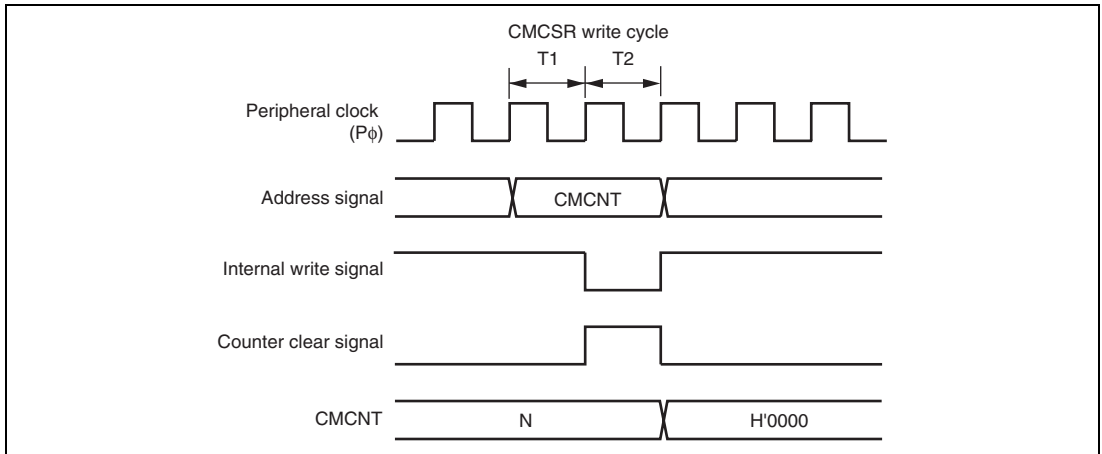 CMCSR write cycle
T1 T2
Peripheral clock
(Pϕ)
Address signal CMCNT
Internal write signal
Counter clear signal
CMCNT N H'0000